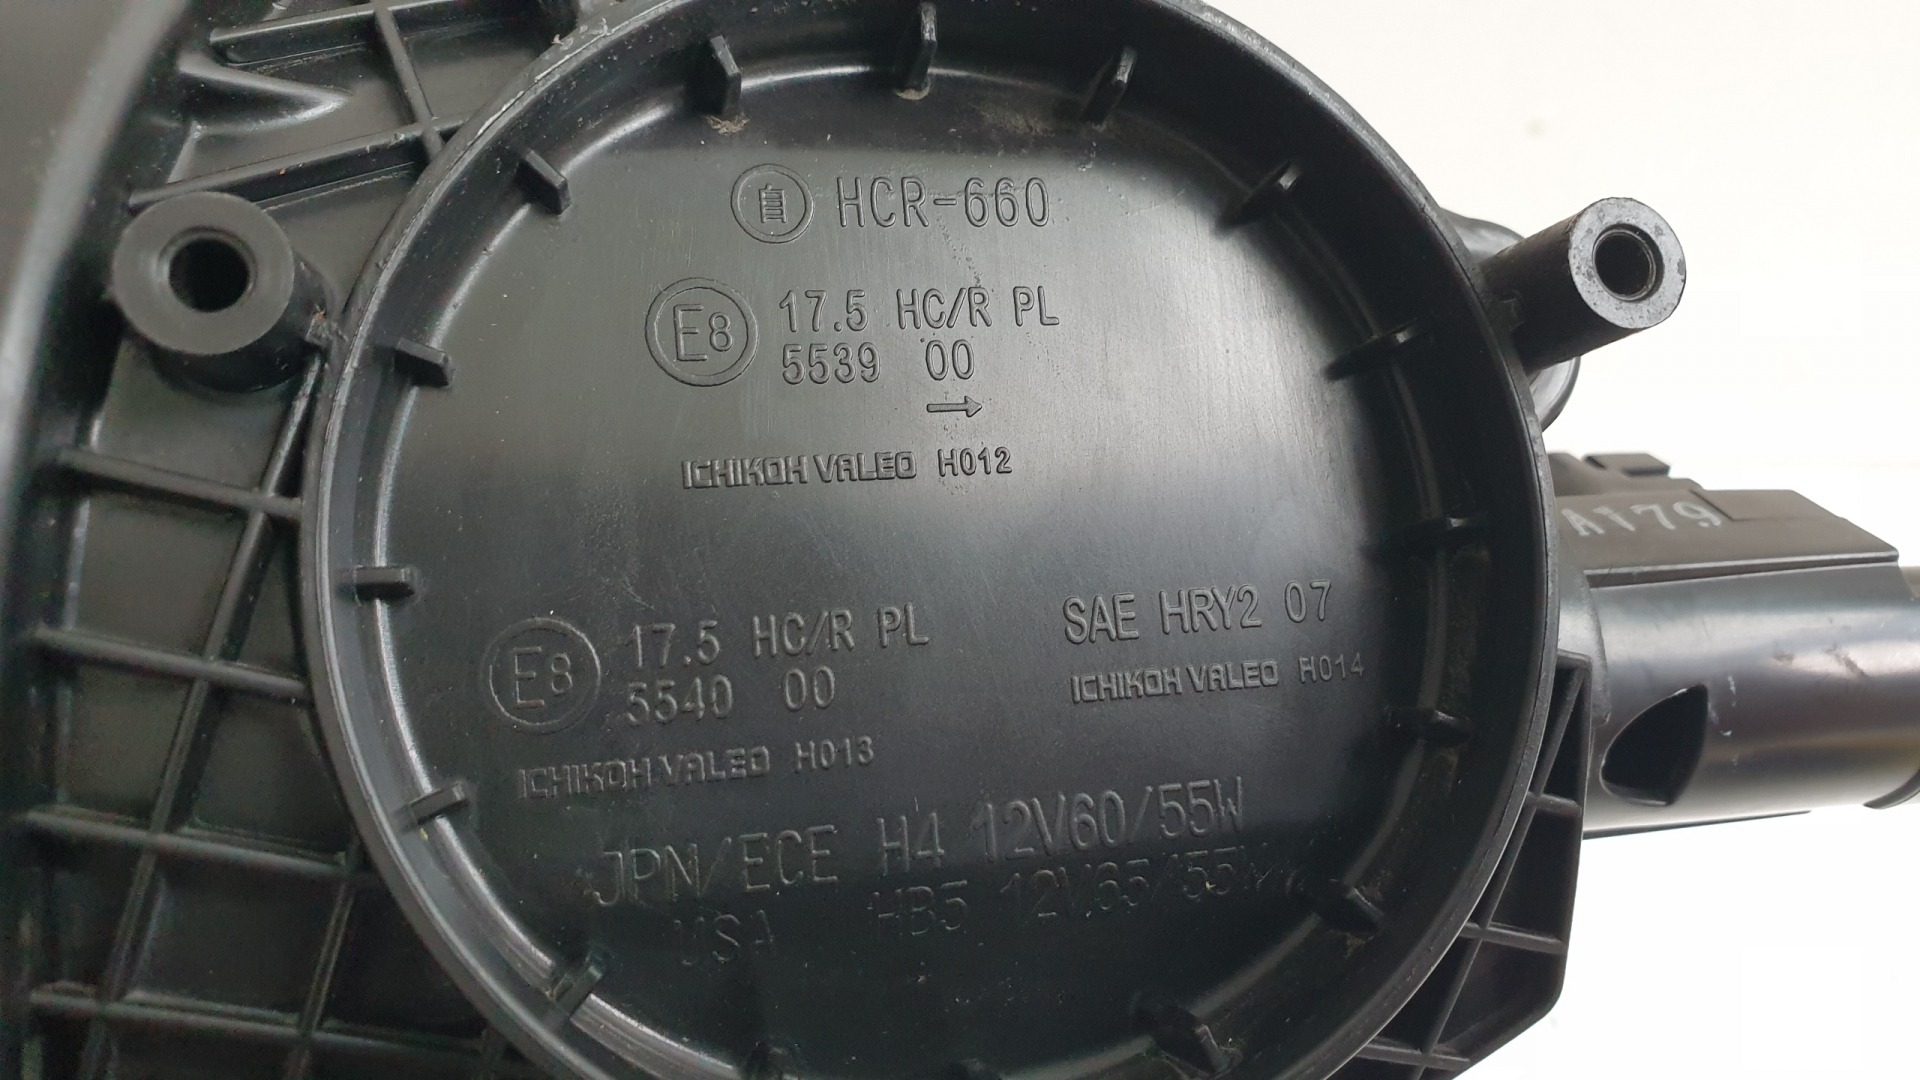 自 HCR-660
E8 17.5 HC/R PL
5539 00
→
ICHIKOH VALEO H012
A179
E8 17.5 HC/R PL
5540 00
ICHIKOH VALEO H013
SAE HRY2 07
ICHIKOH VALEO H014
JPN/ECE H4 12V60/55W
USA HB5 12V65/55W